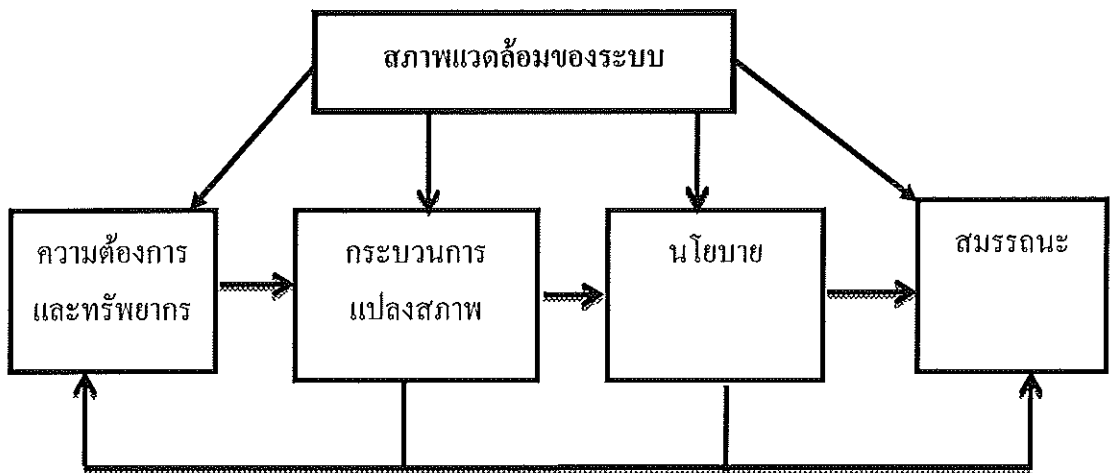 สภาพแวดล้อมของระบบ
ความต้องการ
และทรัพยากร
กระบวนการ
แปลงสภาพ
นโยบาย
สมรรถนะ